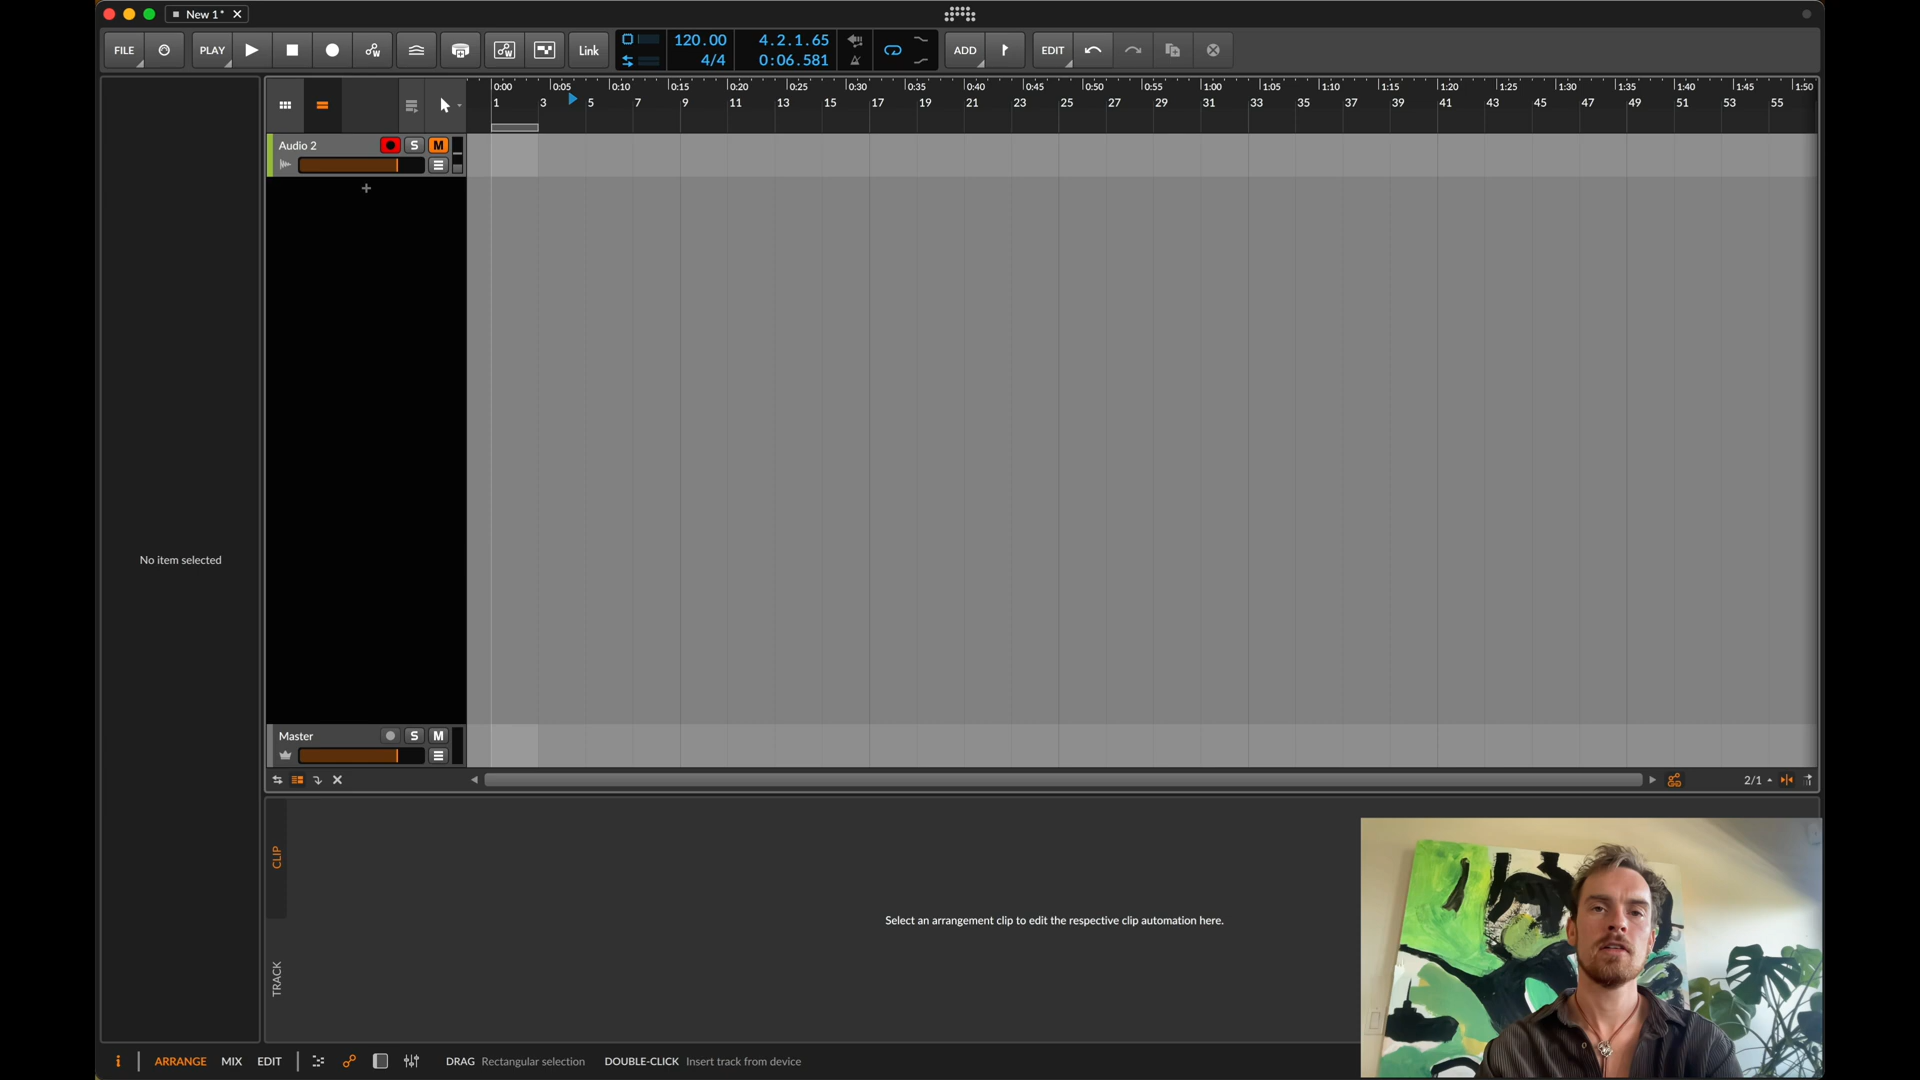 New 1*
FILE
PLAY
Link
120.00
4/4
4.2.1.65
0:06.581
ADD
EDIT
0:00 0:05 0:10 0:15 0:20 0:25 0:30 0:35 0:40 0:45 0:50 0:55 1:00 1:05 1:10 1:15 1:20 1:25 1:30 1:35 1:40 1:45 1:50
1 3 5 7 9 11 13 15 17 19 21 23 25 27 29 31 33 35 37 39 41 43 45 47 49 51 53 55
Audio 2
S M
No item selected
Master
S M
2/1
CLIP
Select an arrangement clip to edit the respective clip automation here.
TRACK
i
ARRANGE MIX EDIT
DRAG Rectangular selection DOUBLE-CLICK Insert track from device